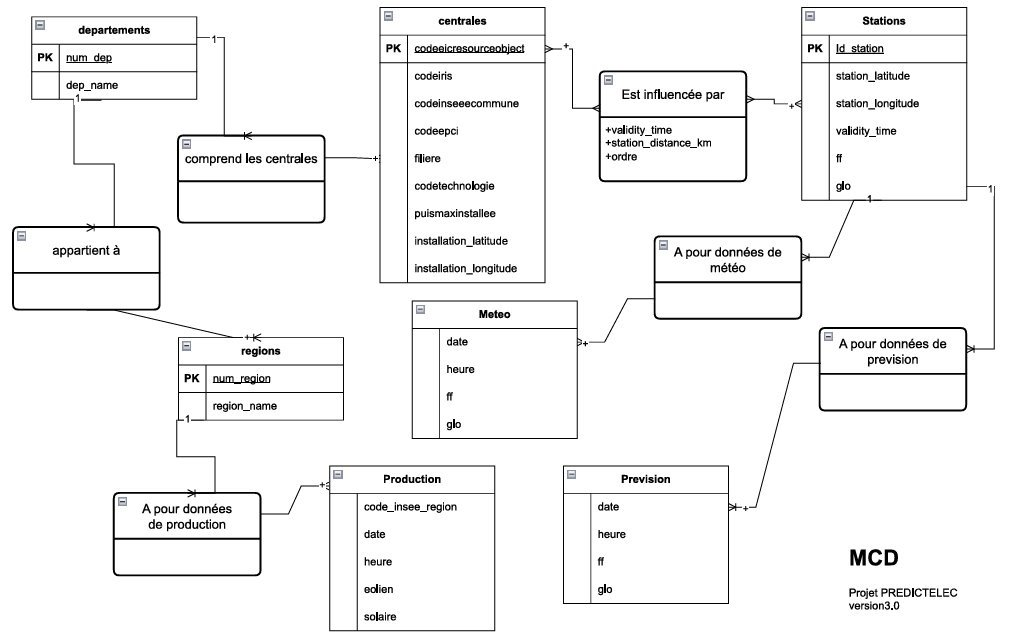 departements
PK num_dep
dep_name
1
1
comprend les centrales
+
appartient à
+
regions
PK num_region
region_name
1
A pour données
de production
+
centrales
PK codeeicresourceobject
codeiris
codeinseeecommune
codeepci
filiere
codetechnologie
puismaxinstallee
installation_latitude
installation_longitude
+
Est influencée par
+validity_time
+station_distance_km
+ordre
+
Stations
PK Id_station
station_latitude
station_longitude
validity_time
ff
glo
1
1
A pour données de
météo
+
Meteo
date
heure
ff
glo
A pour données de
prevision
+
Production
code_insee_region
date
heure
eolien
solaire
Prevision
date
heure
ff
glo
MCD
Projet PREDICTELEC
version3.0